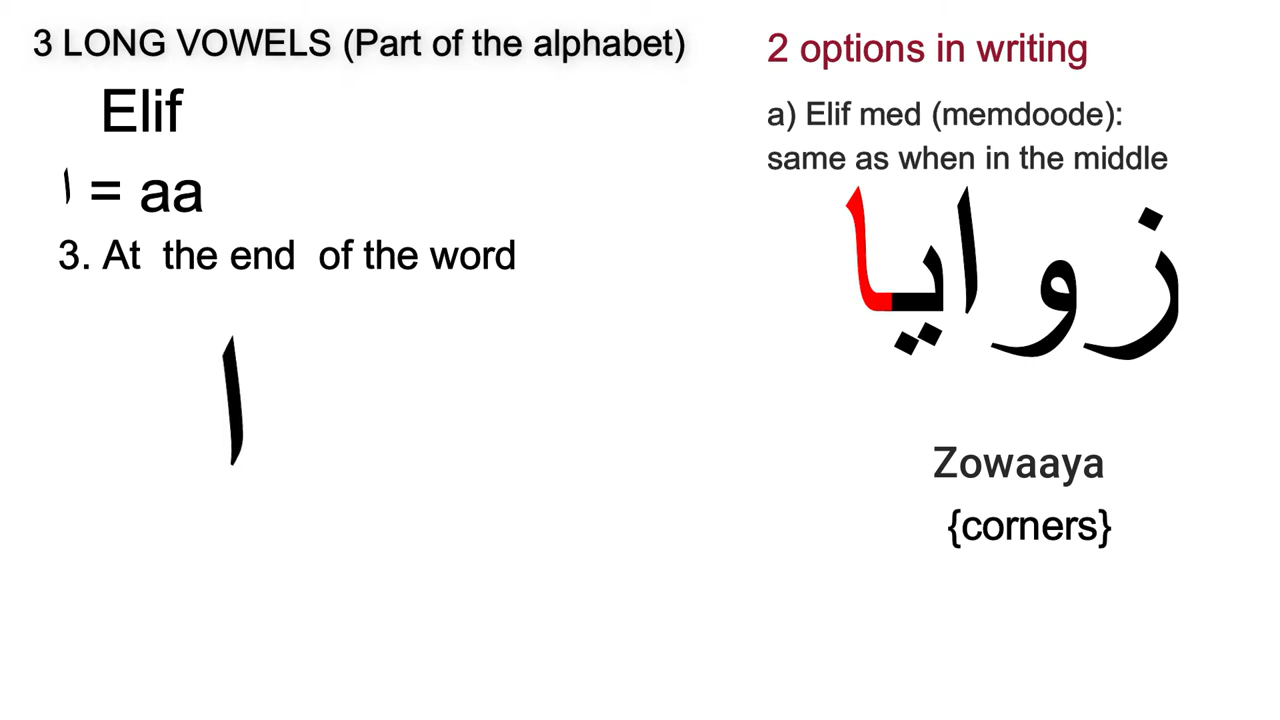 3 LONG VOWELS (Part of the alphabet)
Elif
ا = aa
3. At the end of the word
ا
2 options in writing
a) Elif med (memdoode):
same as when in the middle
زوايا
Zowaaya
{corners}